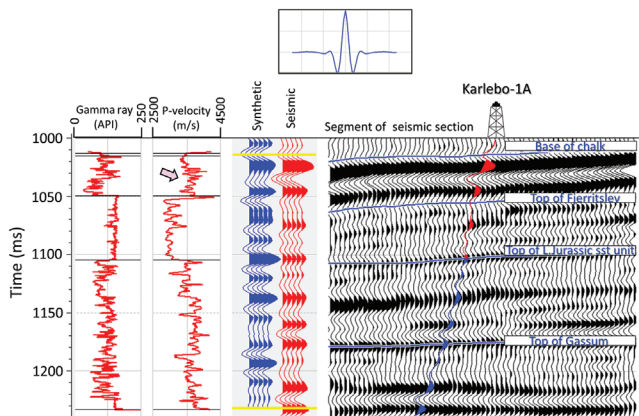 Karlebo-1A
Gamma ray
(API)
0
250
P-velocity
(m/s)
2500
4500
Synthetic
Seismic
Segment of seismic section
1000
1050
1100
1150
1200
Time (ms)
Base of chalk
Top of Fjerritslev
Top of L.Jurassic sst unit
Top of Gassum